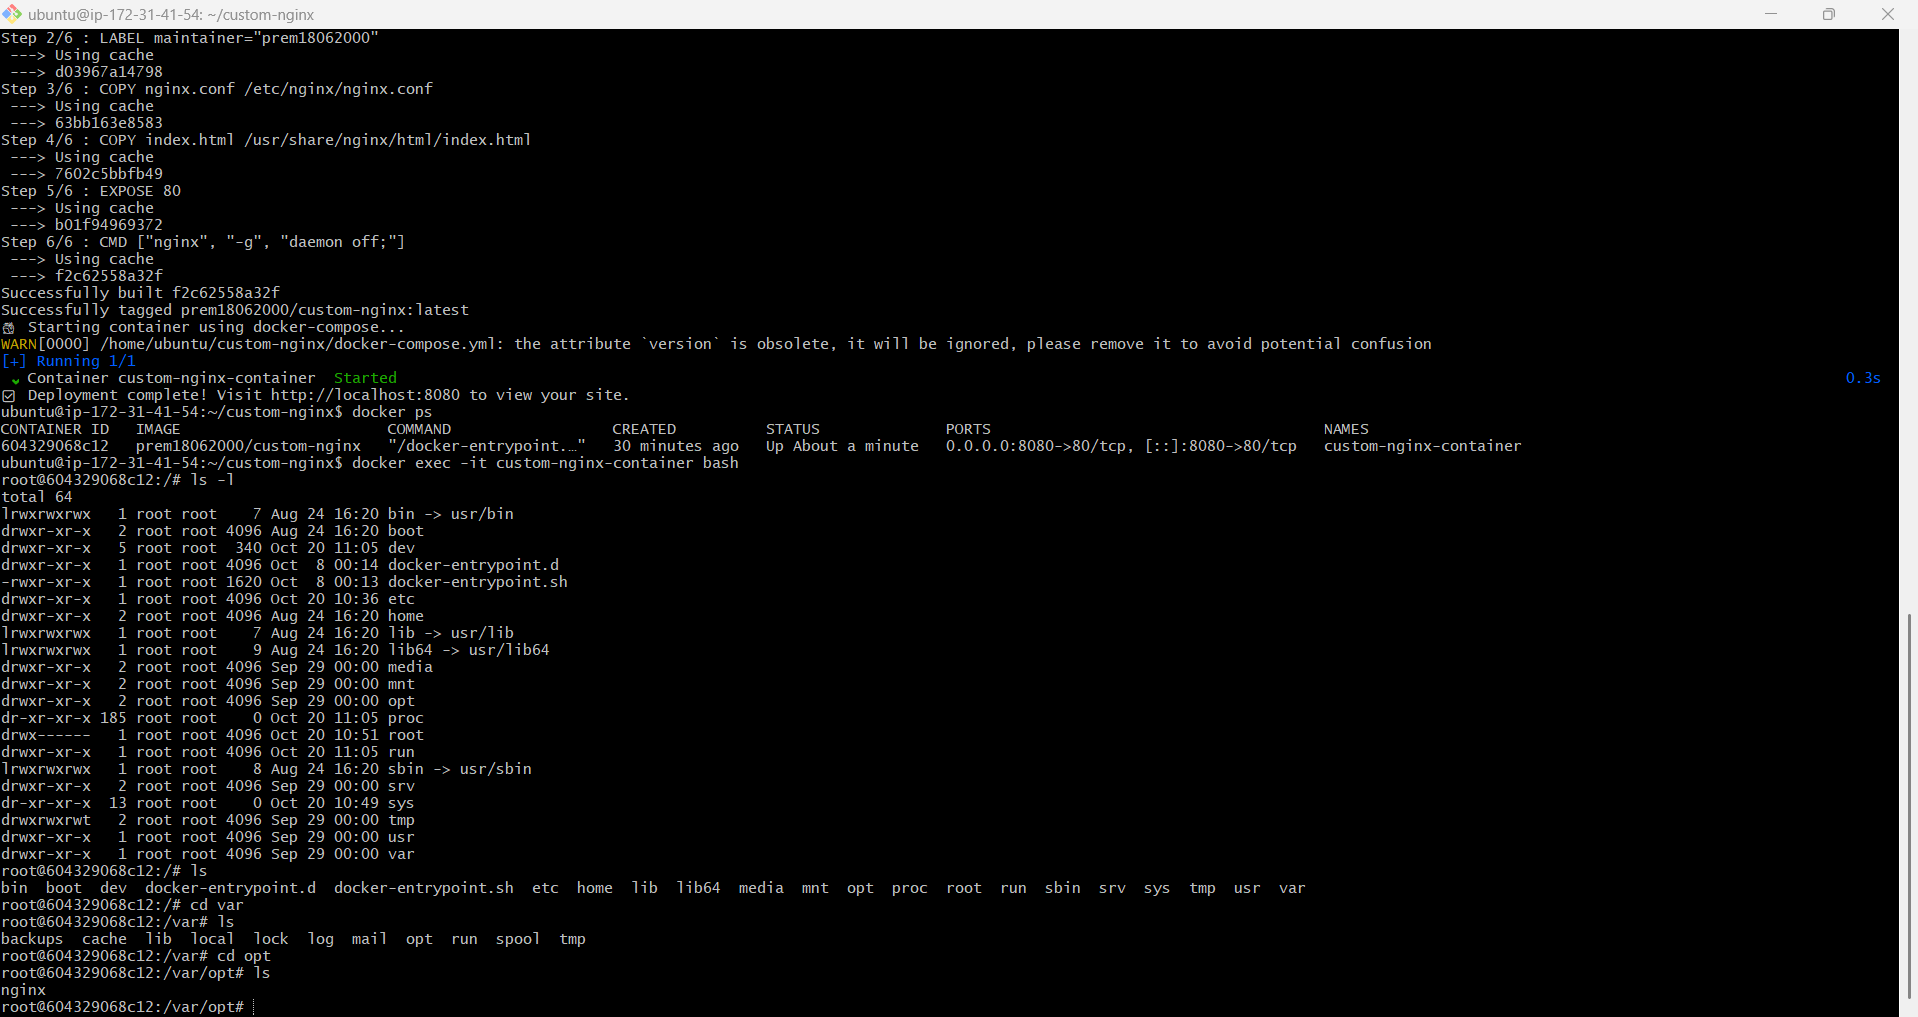 ubuntu@ip-172-31-41-54: ~/custom-nginx
Step 2/6 : LABEL maintainer="prem18062000"
 ---> Using cache
 ---> d03967a14798
Step 3/6 : COPY nginx.conf /etc/nginx/nginx.conf
 ---> Using cache
 ---> 63bb163e8583
Step 4/6 : COPY index.html /usr/share/nginx/html/index.html
 ---> Using cache
 ---> 7602c5bbfb49
Step 5/6 : EXPOSE 80
 ---> Using cache
 ---> b01f94969372
Step 6/6 : CMD ["nginx", "-g", "daemon off;"]
 ---> Using cache
 ---> f2c62558a32f
Successfully built f2c62558a32f
Successfully tagged prem18062000/custom-nginx:latest
Starting container using docker-compose...
WARN[0000] /home/ubuntu/custom-nginx/docker-compose.yml: the attribute `version` is obsolete, it will be ignored, please remove it to avoid potential confusion
[+] Running 1/1
Container custom-nginx-container  Started 0.3s
Deployment complete! Visit http://localhost:8080 to view your site.
ubuntu@ip-172-31-41-54:~/custom-nginx$ docker ps
CONTAINER ID   IMAGE                       COMMAND                  CREATED          STATUS              PORTS                                     NAMES
604329068c12   prem18062000/custom-nginx   "/docker-entrypoint.…"   30 minutes ago   Up About a minute   0.0.0.0:8080->80/tcp, [::]:8080->80/tcp   custom-nginx-container
ubuntu@ip-172-31-41-54:~/custom-nginx$ docker exec -it custom-nginx-container bash
root@604329068c12:/# ls -l
total 64
lrwxrwxrwx   1 root root    7 Aug 24 16:20 bin -> usr/bin
drwxr-xr-x   2 root root 4096 Aug 24 16:20 boot
drwxr-xr-x   5 root root  340 Oct 20 11:05 dev
drwxr-xr-x   1 root root 4096 Oct  8 00:14 docker-entrypoint.d
-rwxr-xr-x   1 root root 1620 Oct  8 00:13 docker-entrypoint.sh
drwxr-xr-x   1 root root 4096 Oct 20 10:36 etc
drwxr-xr-x   2 root root 4096 Aug 24 16:20 home
lrwxrwxrwx   1 root root    7 Aug 24 16:20 lib -> usr/lib
lrwxrwxrwx   1 root root    9 Aug 24 16:20 lib64 -> usr/lib64
drwxr-xr-x   2 root root 4096 Sep 29 00:00 media
drwxr-xr-x   2 root root 4096 Sep 29 00:00 mnt
drwxr-xr-x   2 root root 4096 Sep 29 00:00 opt
dr-xr-xr-x 185 root root    0 Oct 20 11:05 proc
drwx------   1 root root 4096 Oct 20 10:51 root
drwxr-xr-x   1 root root 4096 Oct 20 11:05 run
lrwxrwxrwx   1 root root    8 Aug 24 16:20 sbin -> usr/sbin
drwxr-xr-x   2 root root 4096 Sep 29 00:00 srv
dr-xr-xr-x  13 root root    0 Oct 20 10:49 sys
drwxrwxrwt   2 root root 4096 Sep 29 00:00 tmp
drwxr-xr-x   1 root root 4096 Sep 29 00:00 usr
drwxr-xr-x   1 root root 4096 Sep 29 00:00 var
root@604329068c12:/# ls
bin  boot  dev  docker-entrypoint.d  docker-entrypoint.sh  etc  home  lib  lib64  media  mnt  opt  proc  root  run  sbin  srv  sys  tmp  usr  var
root@604329068c12:/# cd var
root@604329068c12:/var# ls
backups  cache  lib  local  lock  log  mail  opt  run  spool  tmp
root@604329068c12:/var# cd opt
root@604329068c12:/var/opt# ls
nginx
root@604329068c12:/var/opt#